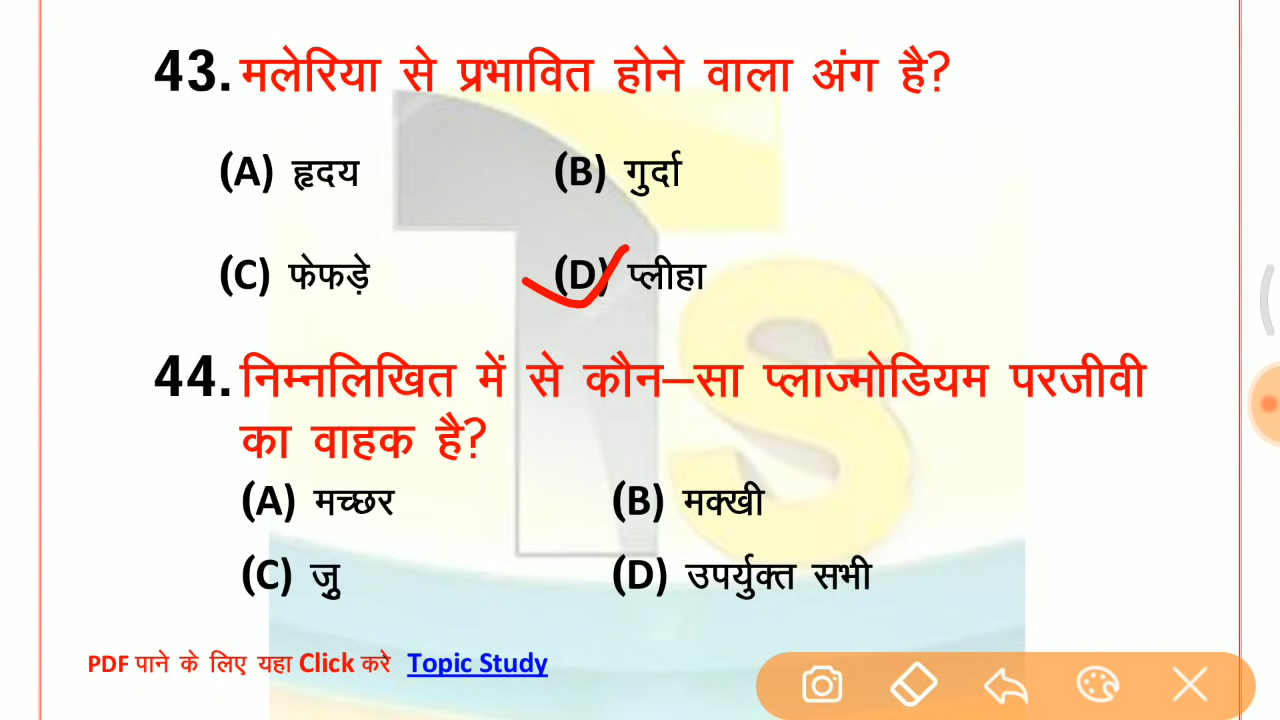 43. मलेरिया से प्रभावित होने वाला अंग है?
(A) हृदय (B) गुर्दा
(C) फेफड़े (D) प्लीहा
44. निम्नलिखित में से कौन–सा प्लाज्मोडियम परजीवी
का वाहक है?
(A) मच्छर (B) मक्खी
(C) जु (D) उपर्युक्त सभी
PDF पाने के लिए यहा Click करे Topic Study